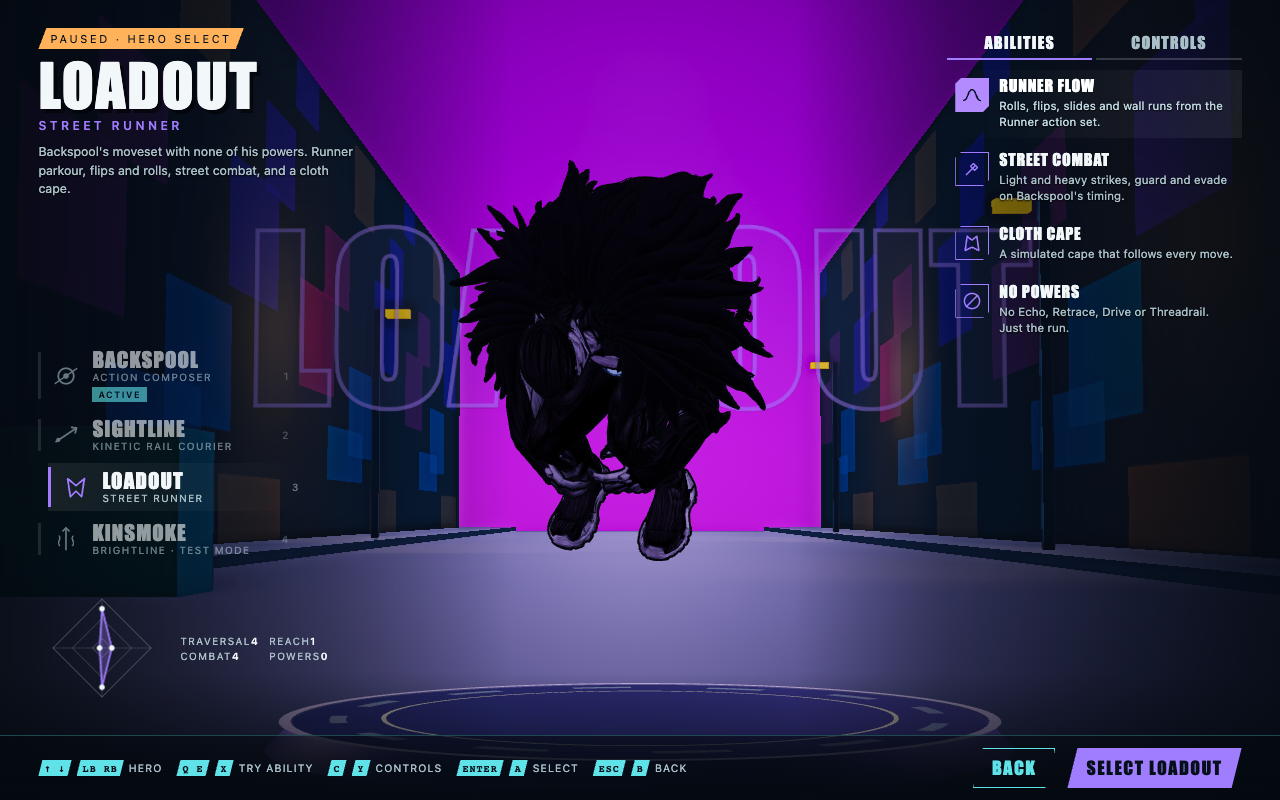 PAUSED · HERO SELECT
LOADOUT
STREET RUNNER
Backspool's moveset with none of his powers. Runner
parkour, flips and rolls, street combat, and a cloth
cape.
ABILITIES
CONTROLS
RUNNER FLOW
Rolls, flips, slides and wall runs from the
Runner action set.
STREET COMBAT
Light and heavy strikes, guard and evade
on Backspool's timing.
CLOTH CAPE
A simulated cape that follows every move.
NO POWERS
No Echo, Retrace, Drive or Threadrail.
Just the run.
LOADOUT
BACKSPOOL
ACTION COMPOSER
1
ACTIVE
SIGHTLINE
KINETIC RAIL COURIER
2
LOADOUT
STREET RUNNER
3
KINSMOKE
BRIGHTLINE · TEST MODE
4
TRAVERSAL4 REACH1
COMBAT4 POWERS0
↑ ↓ LB RB HERO Q E X TRY ABILITY C Y CONTROLS ENTER A SELECT ESC B BACK
BACK
SELECT LOADOUT